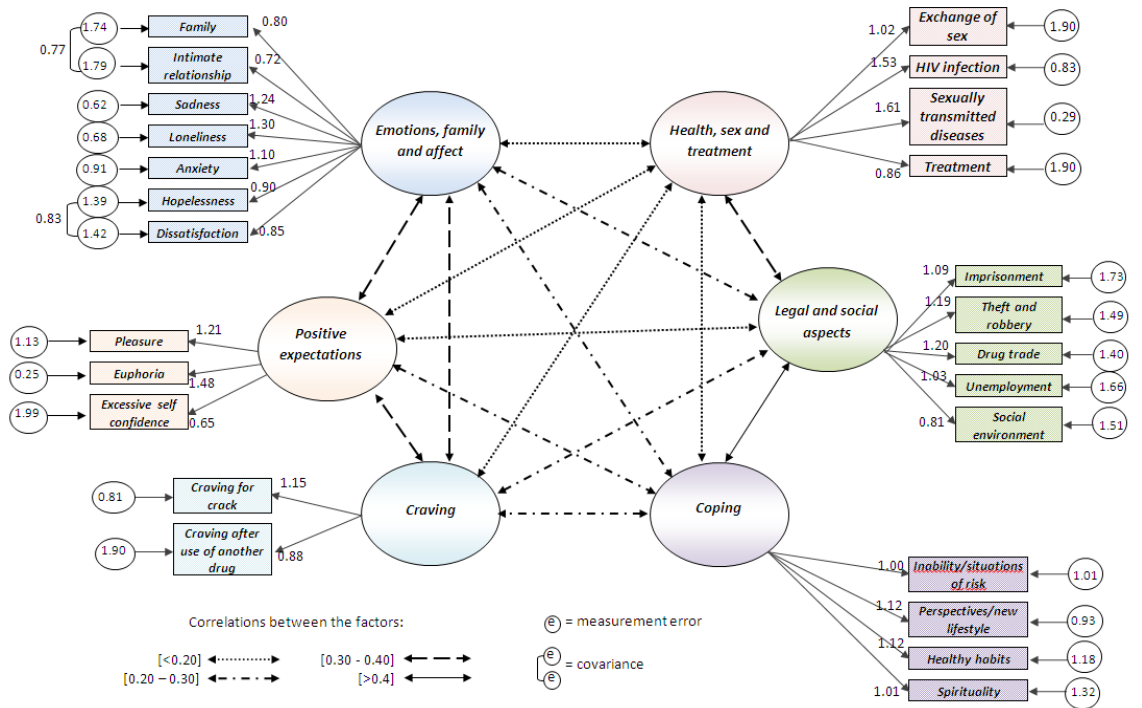 1.74
Family
0.80
0.77
1.79
Intimate
relationship
0.72
0.62
Sadness
1.24
0.68
Loneliness
1.30
0.91
Anxiety
1.10
1.39
Hopelessness
0.90
0.83
1.42
Dissatisfaction
0.85
Emotions, family
and affect
Health, sex and
treatment
1.02
Exchange of
sex
1.90
1.53
HIV infection
0.83
1.61
Sexually
transmitted
diseases
0.29
0.86
Treatment
1.90
1.13
Pleasure
1.21
0.25
Euphoria
1.48
1.99
Excessive self
confidence
0.65
Positive
expectations
Legal and social
aspects
1.09
Imprisonment
1.73
1.19
Theft and
robbery
1.49
1.20
Drug trade
1.40
1.03
Unemployment
1.66
0.81
Social
environment
1.51
0.81
Craving for
crack
1.15
1.90
Craving after
use of another
drug
0.88
Craving
Coping
1.00
Inability/situations
of risk
1.01
1.12
Perspectives/new
lifestyle
0.93
1.12
Healthy habits
1.18
1.01
Spirituality
1.32
Correlations between the factors:
[<0.20]
[0.30 - 0.40]
[0.20 – 0.30]
[>0.4]
e = measurement error
e
e = covariance